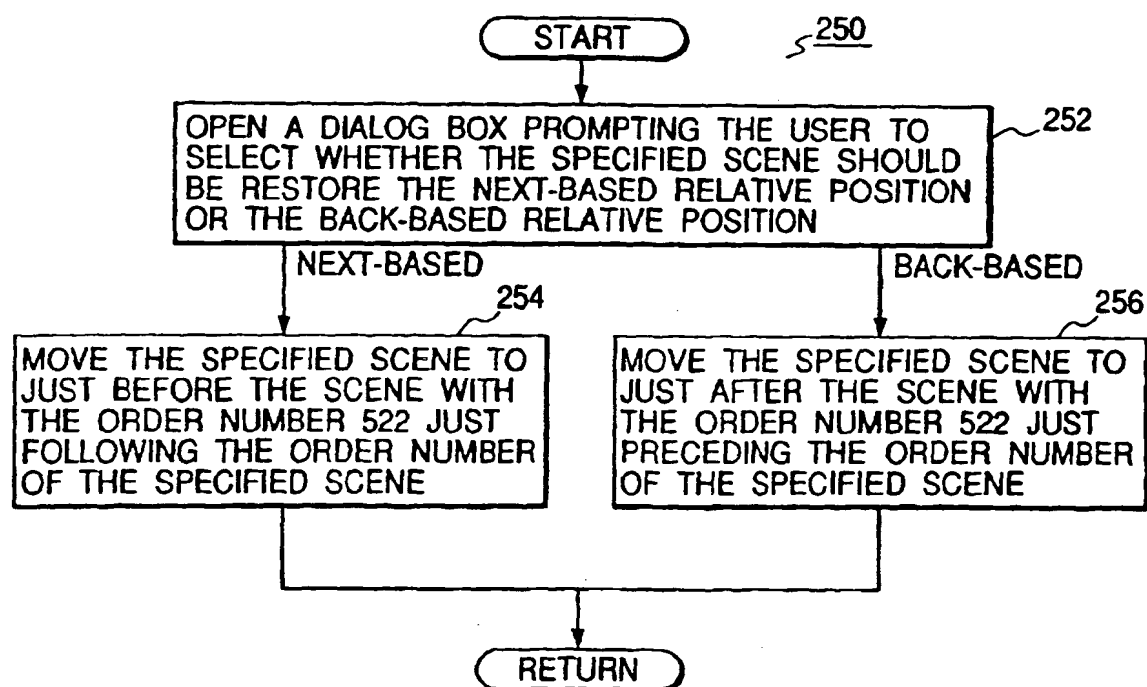 START
250
OPEN A DIALOG BOX PROMPTING THE USER TO
SELECT WHETHER THE SPECIFIED SCENE SHOULD
BE RESTORE THE NEXT-BASED RELATIVE POSITION
OR THE BACK-BASED RELATIVE POSITION
252
NEXT-BASED
BACK-BASED
254
MOVE THE SPECIFIED SCENE TO
JUST BEFORE THE SCENE WITH
THE ORDER NUMBER 522 JUST
FOLLOWING THE ORDER NUMBER
OF THE SPECIFIED SCENE
256
MOVE THE SPECIFIED SCENE TO
JUST AFTER THE SCENE WITH
THE ORDER NUMBER 522 JUST
PRECEDING THE ORDER NUMBER
OF THE SPECIFIED SCENE
RETURN